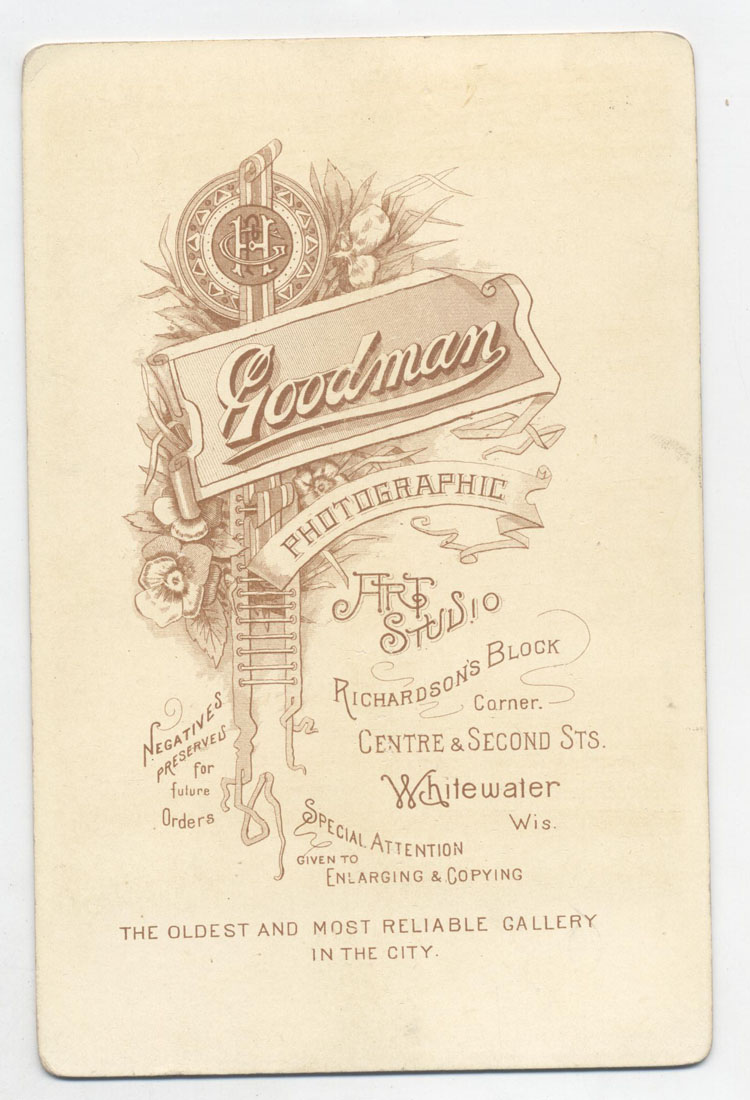 GH
Goodman
PHOTOGRAPHIC
ART
STUDIO
RICHARDSON'S BLOCK
Corner.
CENTRE & SECOND STS.
Whitewater
Wis.
NEGATIVES
PRESERVED
for
future
Orders
SPECIAL ATTENTION
GIVEN TO
ENLARGING & COPYING
THE OLDEST AND MOST RELIABLE GALLERY
IN THE CITY.